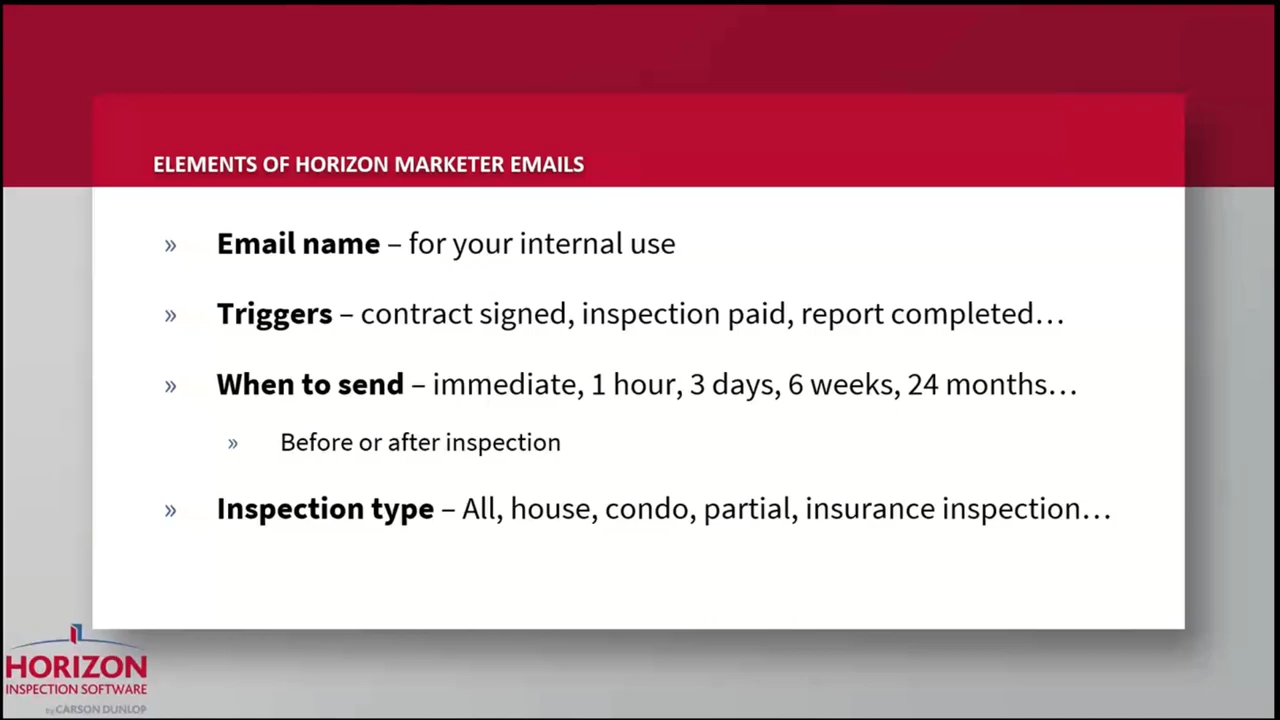 ELEMENTS OF HORIZON MARKETER EMAILS
» Email name – for your internal use
» Triggers – contract signed, inspection paid, report completed…
» When to send – immediate, 1 hour, 3 days, 6 weeks, 24 months…
» Before or after inspection
» Inspection type – All, house, condo, partial, insurance inspection…
HORIZON
INSPECTION SOFTWARE
by CARSON DUNLOP